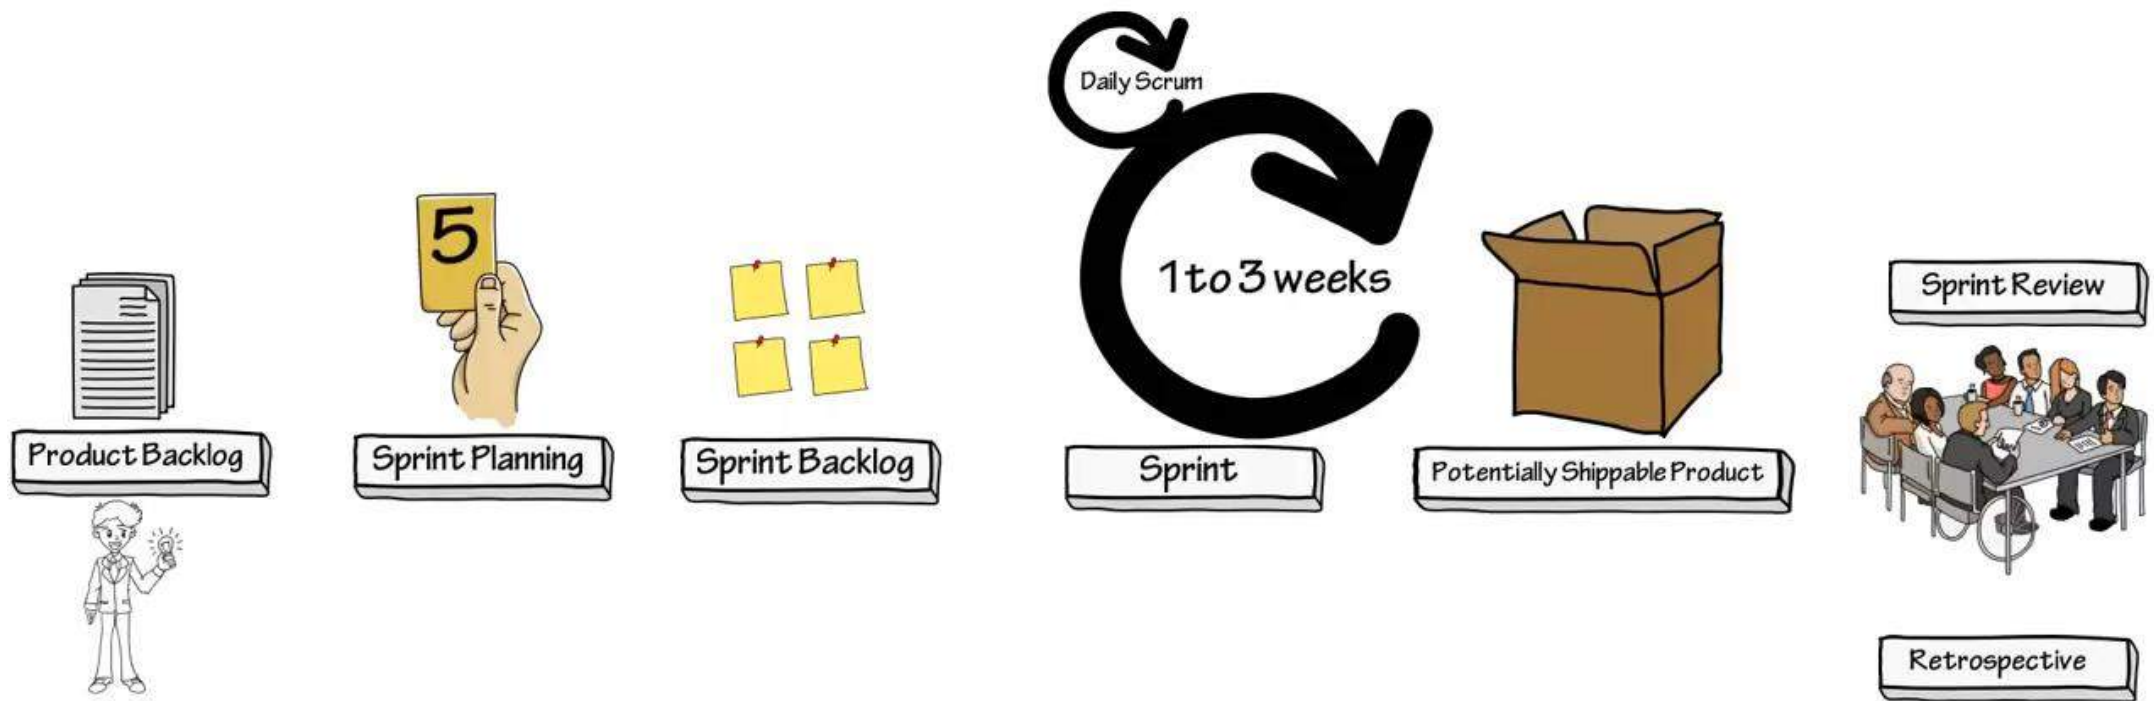 Daily Scrum
5
1 to 3 weeks
Product Backlog
Sprint Planning
Sprint Backlog
Sprint
Potentially Shippable Product
Sprint Review
Retrospective